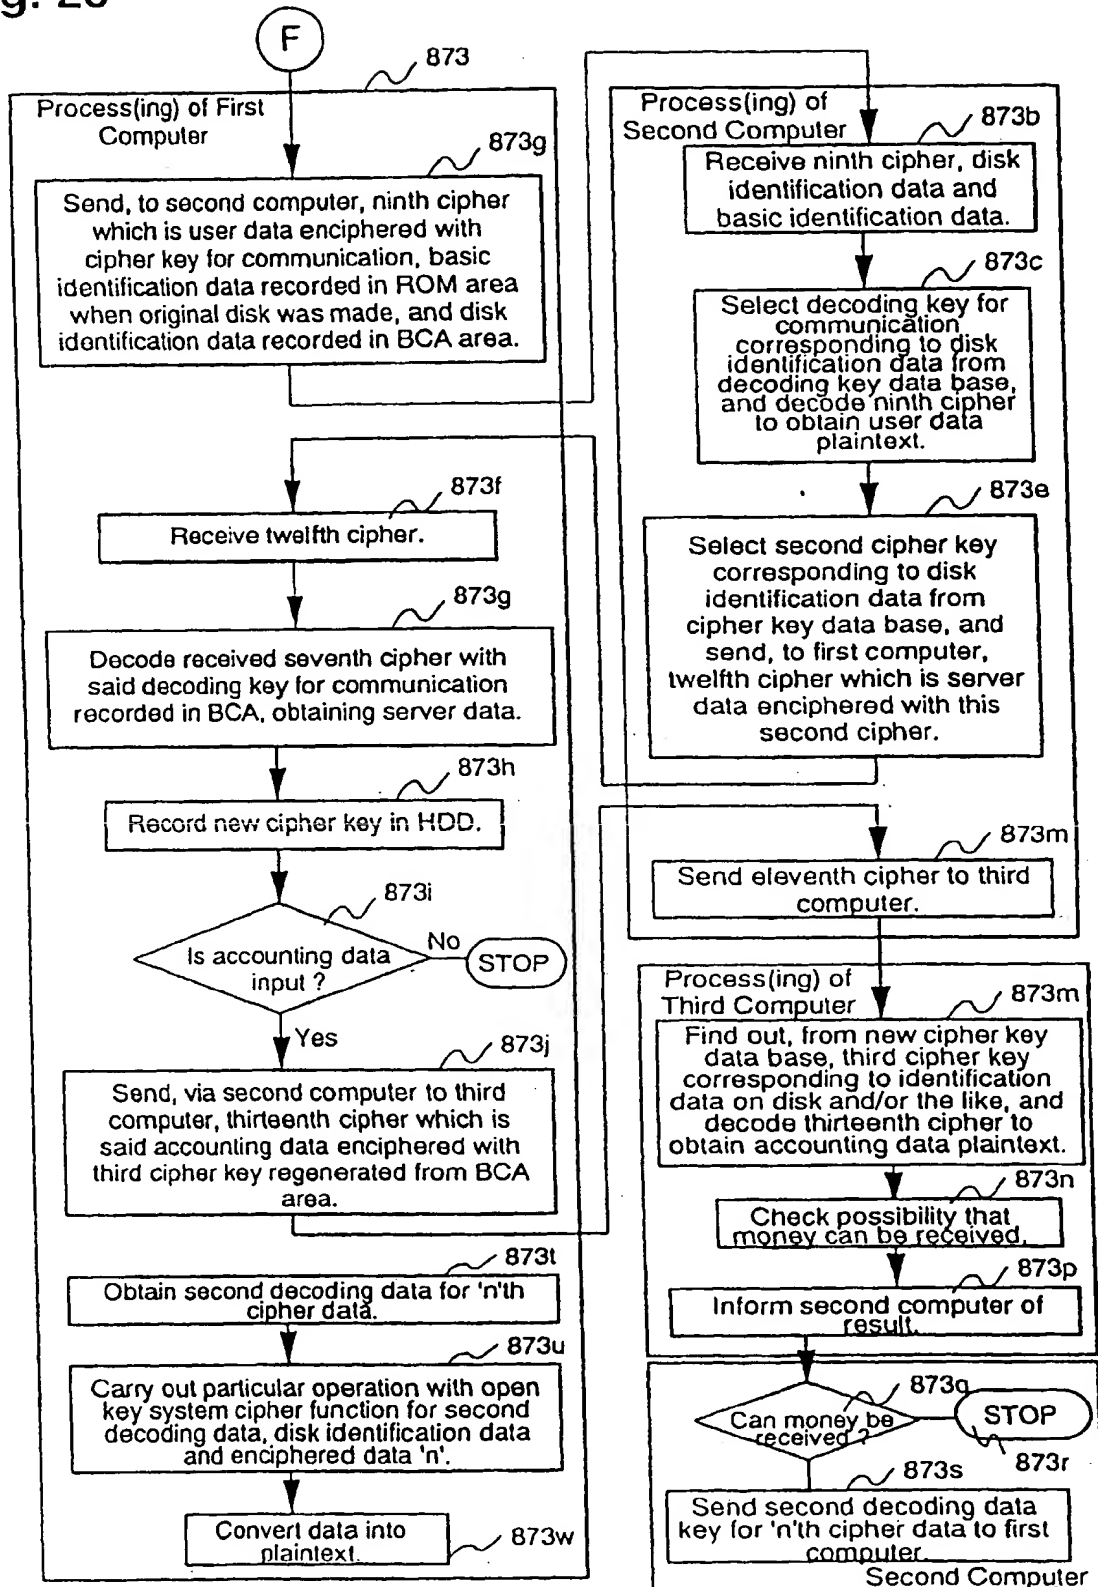 F
873
Process(ing) of First
Computer
873g
Send, to second computer, ninth cipher
which is user data enciphered with
cipher key for communication, basic
identification data recorded in ROM area
when original disk was made, and disk
identification data recorded in BCA area.
873f
Receive twelfth cipher.
873g
Decode received seventh cipher with
said decoding key for communication
recorded in BCA, obtaining server data.
873h
Record new cipher key in HDD.
873i
Is accounting data
input ?
No
STOP
Yes
873j
Send, via second computer to third
computer, thirteenth cipher which is
said accounting data enciphered with
third cipher key regenerated from BCA
area.
873t
Obtain second decoding data for 'n'th
cipher data.
873u
Carry out particular operation with open
key system cipher function for second
decoding data, disk identification data
and enciphered data 'n'.
Convert data into
plaintext.
873w
Process(ing) of
Second Computer
873b
Receive ninth cipher, disk
identification data and
basic identification data.
873c
Select decoding key for
communication
corresponding to disk
identification data from
decoding key data base,
and decode ninth cipher
to obtain user data
plaintext.
873e
Select second cipher key
corresponding to disk
identification data from
cipher key data base, and
send, to first computer,
twelfth cipher which is server
data enciphered with this
second cipher.
873m
Send eleventh cipher to third
computer.
Process(ing) of
Third Computer
873m
Find out, from new cipher key
data base, third cipher key
corresponding to identification
data on disk and/or the like, and
decode thirteenth cipher to
obtain accounting data plaintext.
873n
Check possibility that
money can be received.
873p
Inform second computer of
result.
873q
Can money be
received ?
STOP
873r
873s
Send second decoding data
key for 'n'th cipher data to first
computer.
Second Computer